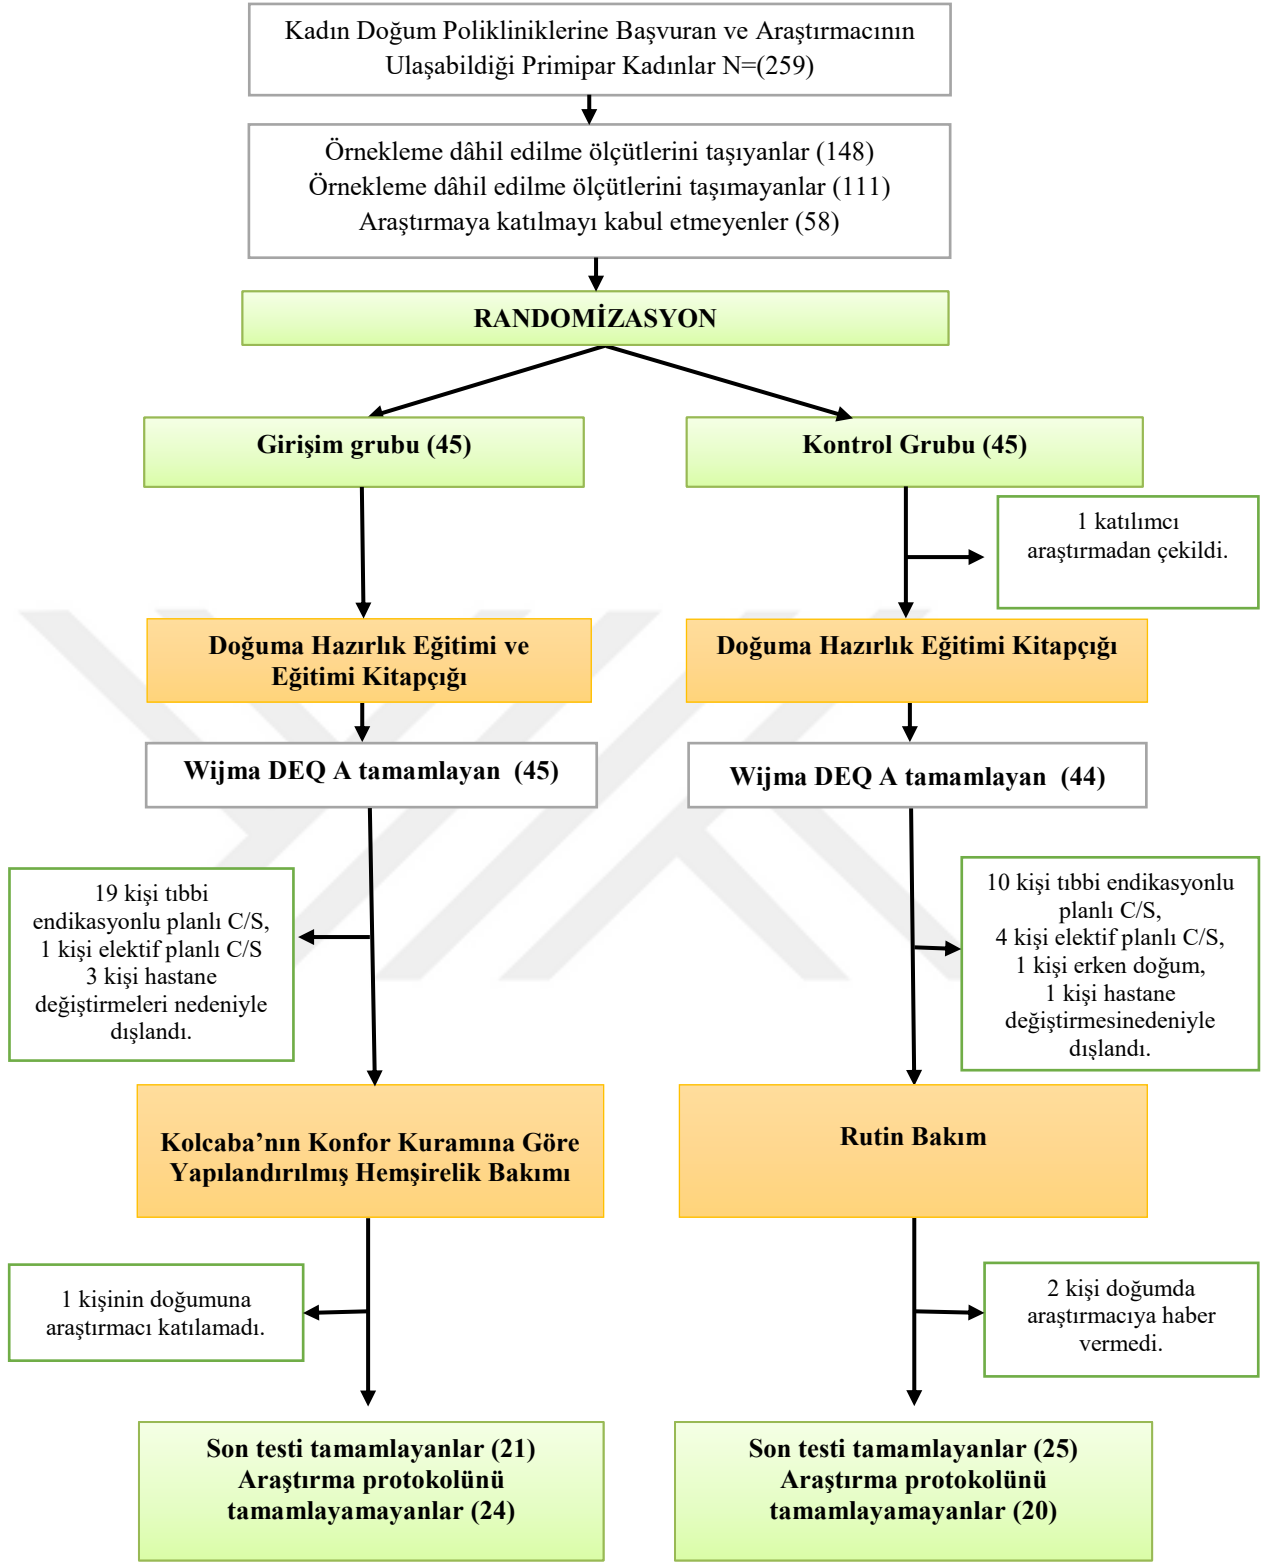 Kadın Doğum Polikliniklerine Başvuran ve Araştırmacının
Ulaşabildiği Primipar Kadınlar N=(259)
Örnekleme dâhil edilme ölçütlerini taşıyanlar (148)
Örnekleme dâhil edilme ölçütlerini taşımayanlar (111)
Araştırmaya katılmayı kabul etmeyenler (58)
RANDOMİZASYON
Girişim grubu (45)
Kontrol Grubu (45)
1 katılımcı
araştırmadan çekildi.
Doğuma Hazırlık Eğitimi ve
Eğitimi Kitapçığı
Doğuma Hazırlık Eğitimi Kitapçığı
Wijma DEQ A tamamlayan (45)
Wijma DEQ A tamamlayan (44)
19 kişi tıbbi
endikasyonlu planlı C/S,
1 kişi elektif planlı C/S
3 kişi hastane
değiştirmeleri nedeniyle
dışlandı.
10 kişi tıbbi endikasyonlu
planlı C/S,
4 kişi elektif planlı C/S,
1 kişi erken doğum,
1 kişi hastane
değiştirmesinedeniyle
dışlandı.
Kolcaba’nın Konfor Kuramına Göre
Yapılandırılmış Hemşirelik Bakımı
Rutin Bakım
1 kişinin doğumuna
araştırmacı katılamadı.
2 kişi doğumda
araştırmacıya haber
vermedi.
Son testi tamamlayanlar (21)
Araştırma protokolünü
tamamlayamayanlar (24)
Son testi tamamlayanlar (25)
Araştırma protokolünü
tamamlayamayanlar (20)